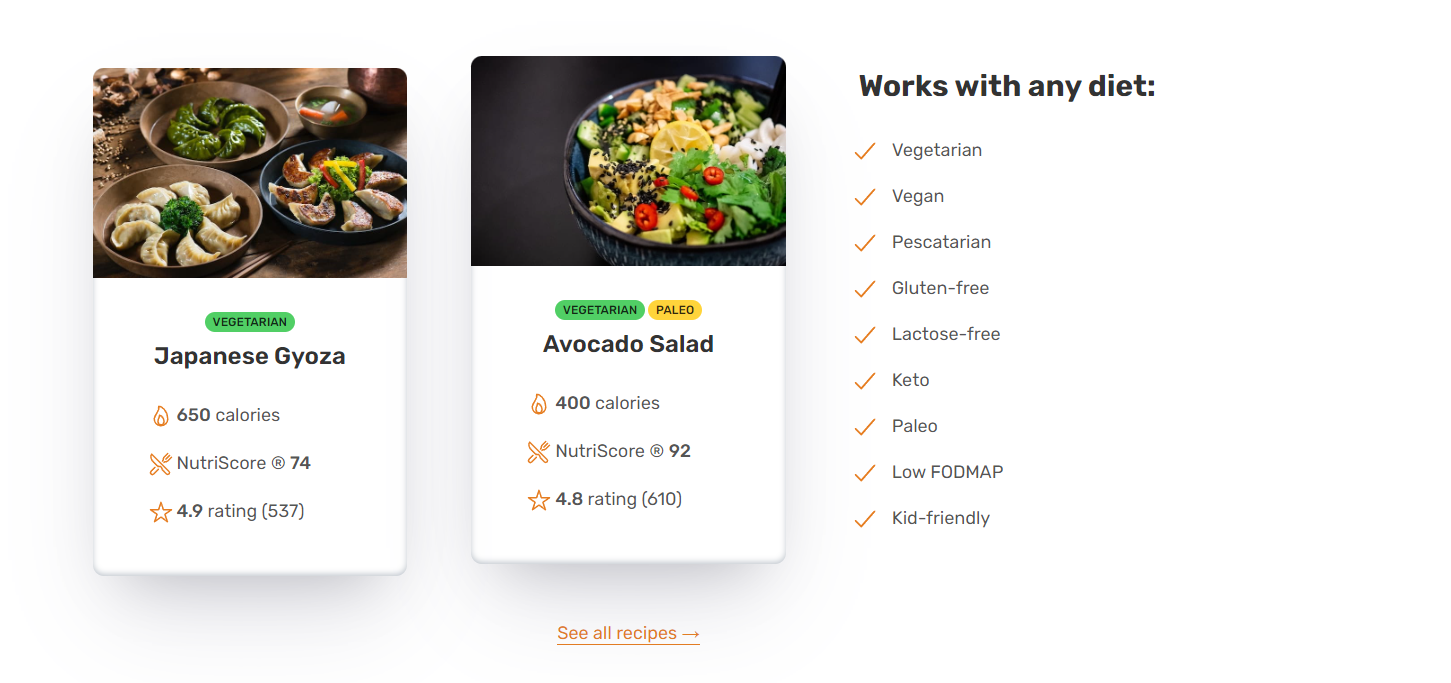 VEGETARIAN
Japanese Gyoza
650 calories
NutriScore ® 74
4.9 rating (537)
VEGETARIAN PALEO
Avocado Salad
400 calories
NutriScore ® 92
4.8 rating (610)
See all recipes →
Works with any diet:
Vegetarian
Vegan
Pescatarian
Gluten-free
Lactose-free
Keto
Paleo
Low FODMAP
Kid-friendly